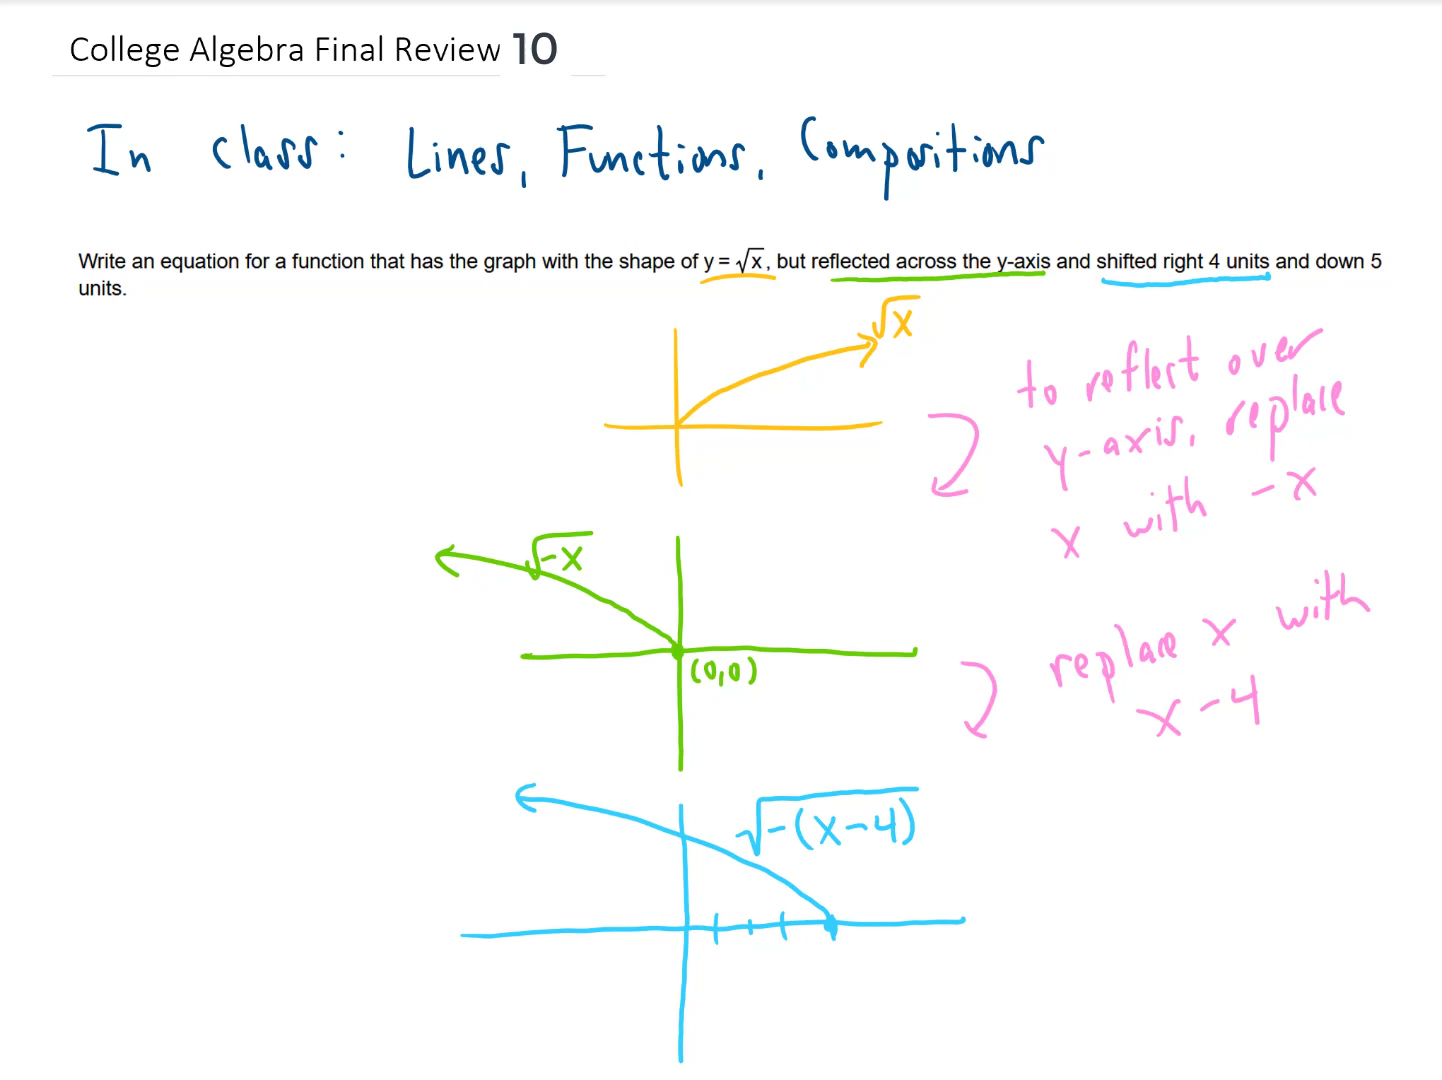 College Algebra Final Review 10
In class: Lines, Functions, Compositions
Write an equation for a function that has the graph with the shape of y = √x, but reflected across the y-axis and shifted right 4 units and down 5
units.
√x
to reflect over
y-axis, replace
x with -x
√-x
(0,0)
replace x with
x-4
√-(x-4)